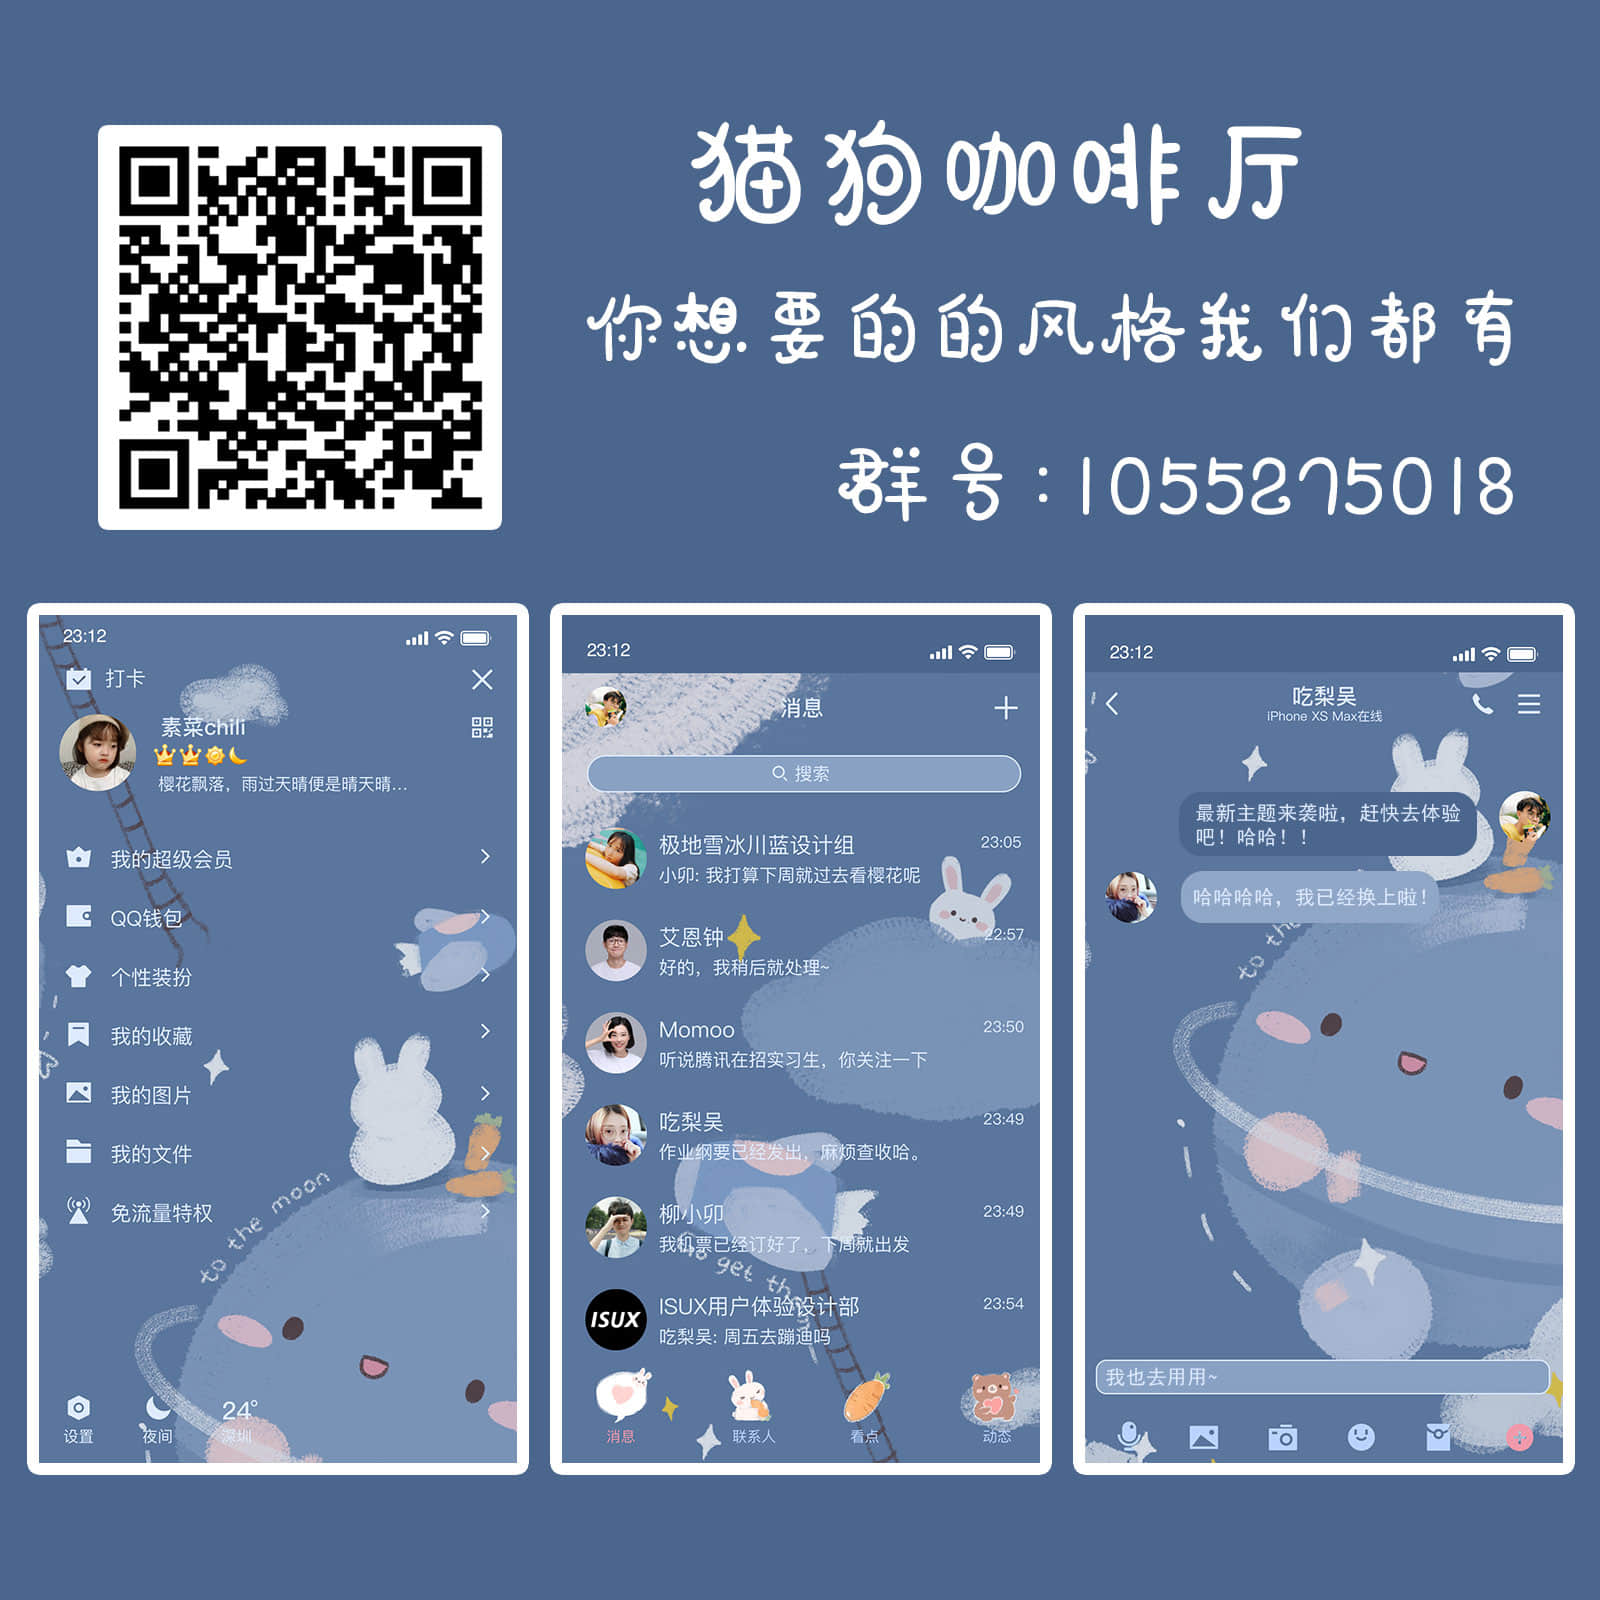 猫狗咖啡厅
你想要的的风格我们都有
群号:1055275018
23:12
打卡
素菜chili
樱花飘落，雨过天晴便是晴天晴...
我的超级会员
QQ钱包
个性装扮
我的收藏
我的图片
我的文件
免流量特权
to the moon
24°
设置
夜间
深圳
23:12
消息
搜索
极地雪冰川蓝设计组
23:05
小卯: 我打算下周就过去看樱花呢
艾恩钟
22:57
好的，我稍后就处理~
Momoo
23:50
听说腾讯在招实习生，你关注一下
吃梨吴
23:49
作业纲要已经发出，麻烦查收哈。
柳小卯
23:49
我机票已经订好了，下周就出发
to get them
ISUX
ISUX用户体验设计部
23:54
吃梨吴: 周五去蹦迪吗
消息
联系人
看点
动态
23:12
吃梨吴
iPhone XS Max在线
最新主题来袭啦，赶快去体验
吧！哈哈！！
哈哈哈哈，我已经换上啦！
to the
我也去用用~